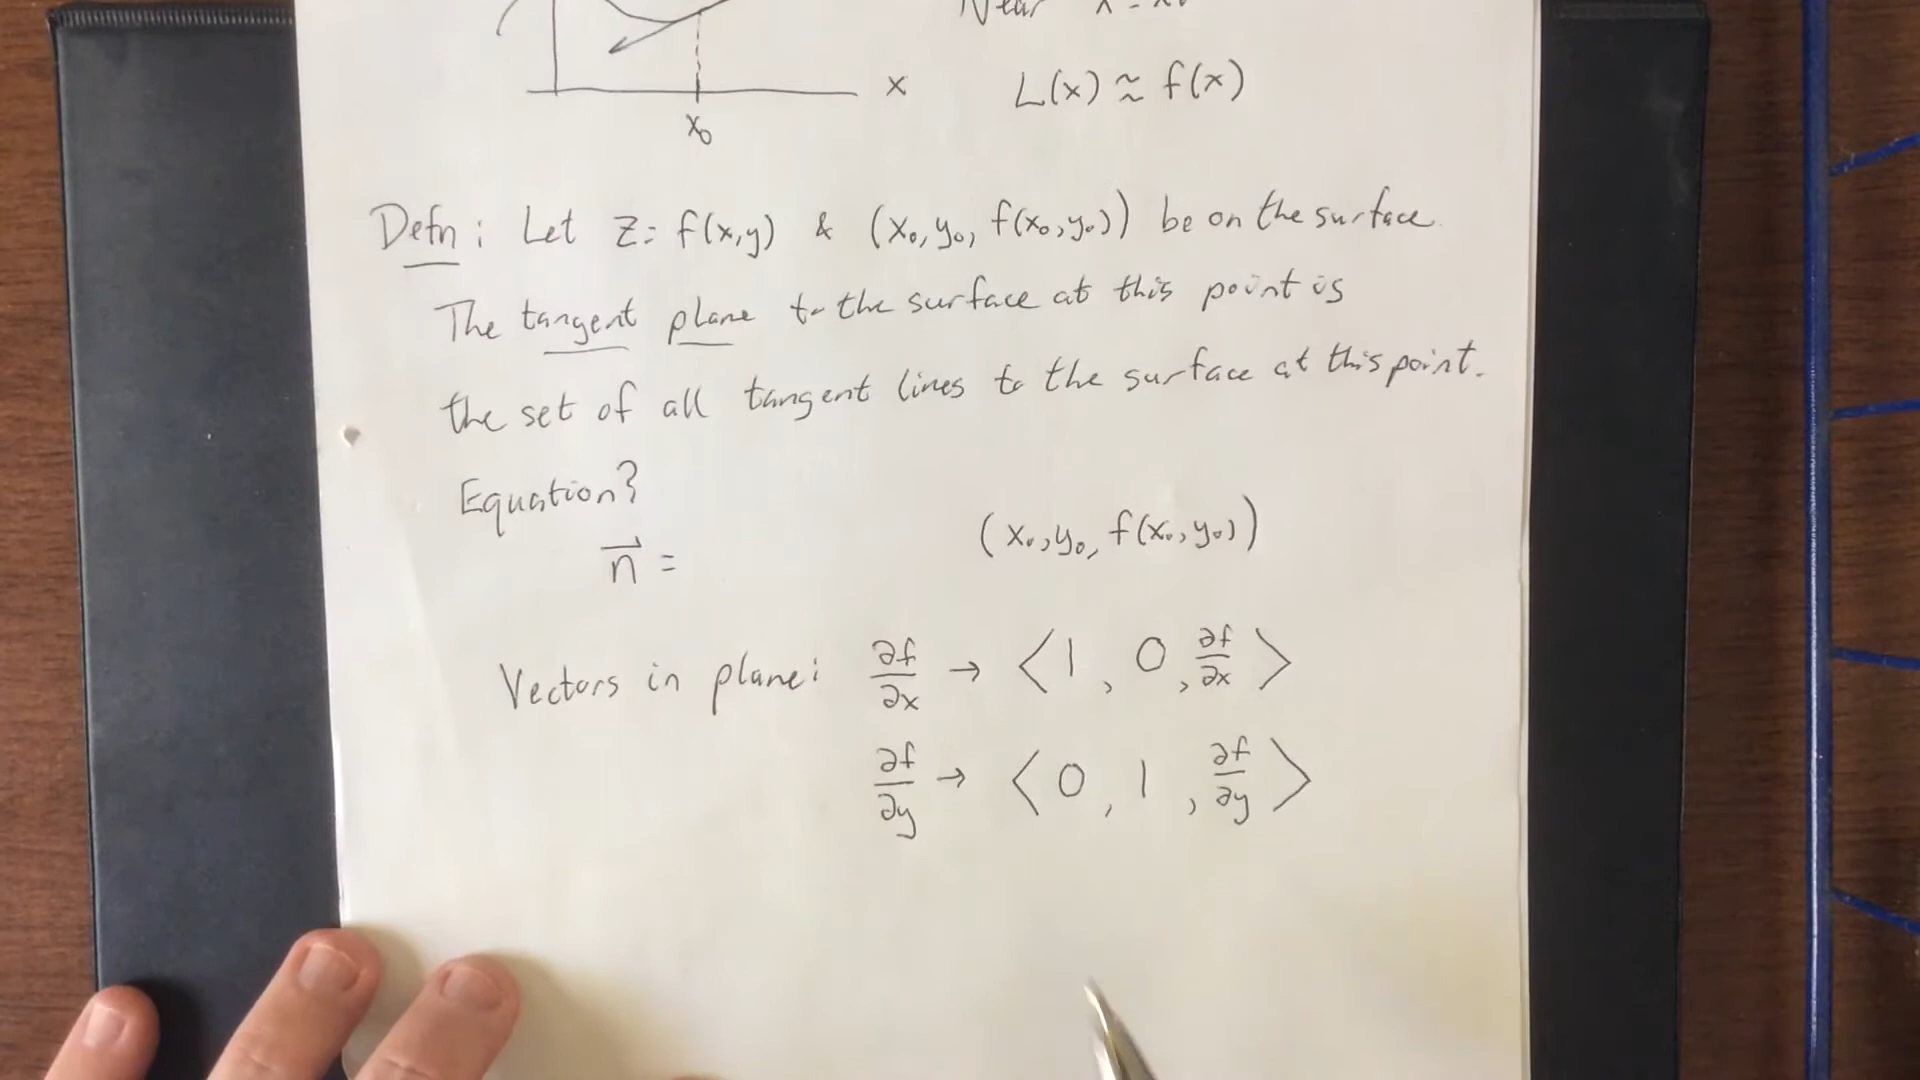 Near x = x0
x
L(x) ≈ f(x)
x₀
Defn: Let z = f(x,y) & (x₀, y₀, f(x₀,y₀)) be on the surface.
The tangent plane to the surface at this point is
the set of all tangent lines to the surface at this point.
Equation?
(x₀, y₀, f(x₀, y₀))
n⃗ =
Vectors in plane: ∂f/∂x → <1, 0, ∂f/∂x>
∂f/∂y → <0, 1, ∂f/∂y>